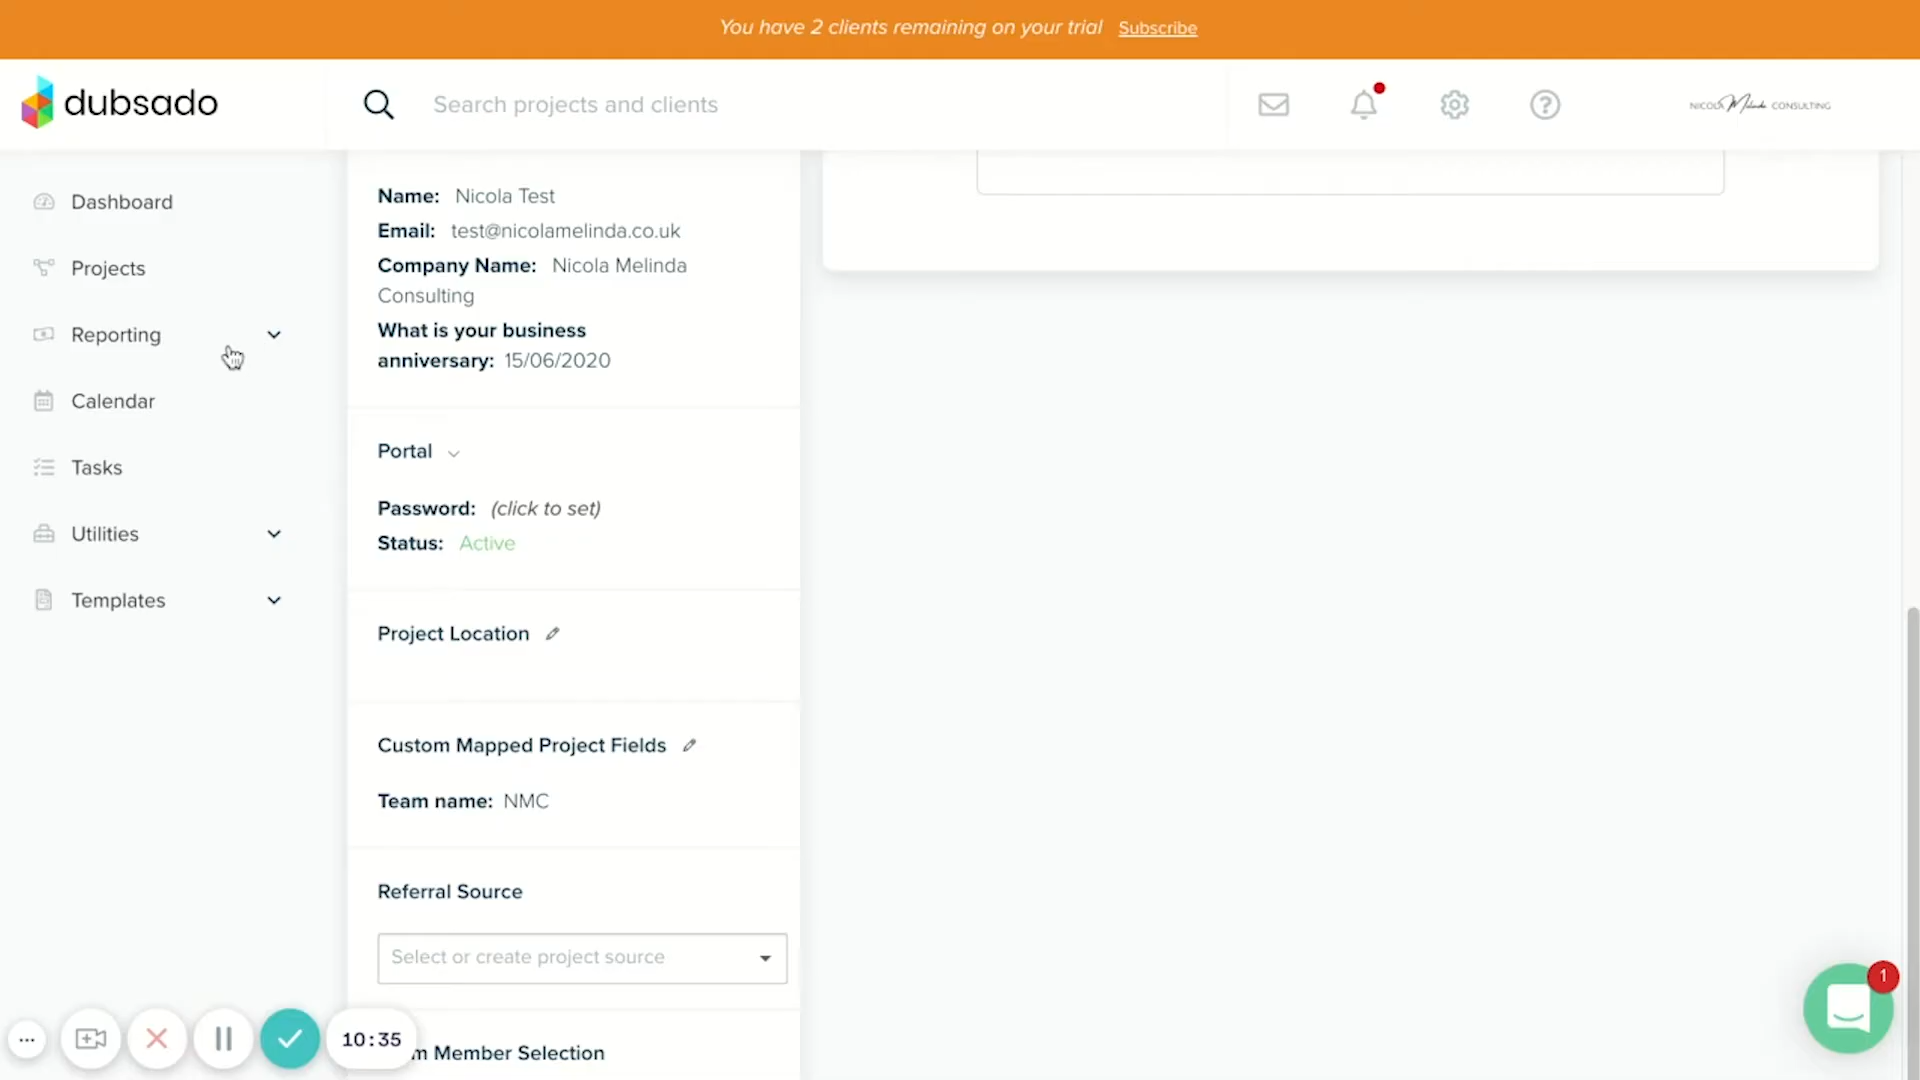 You have 2 clients remaining on your trial Subscribe
dubsado
Search projects and clients
NICOLA Melinda CONSULTING
Dashboard
Projects
Reporting
Calendar
Tasks
Utilities
Templates
Name: Nicola Test
Email: test@nicolamelinda.co.uk
Company Name: Nicola Melinda
Consulting
What is your business
anniversary: 15/06/2020
Portal
Password: (click to set)
Status: Active
Project Location
Custom Mapped Project Fields
Team name: NMC
Referral Source
Select or create project source
m Member Selection
10:35
1